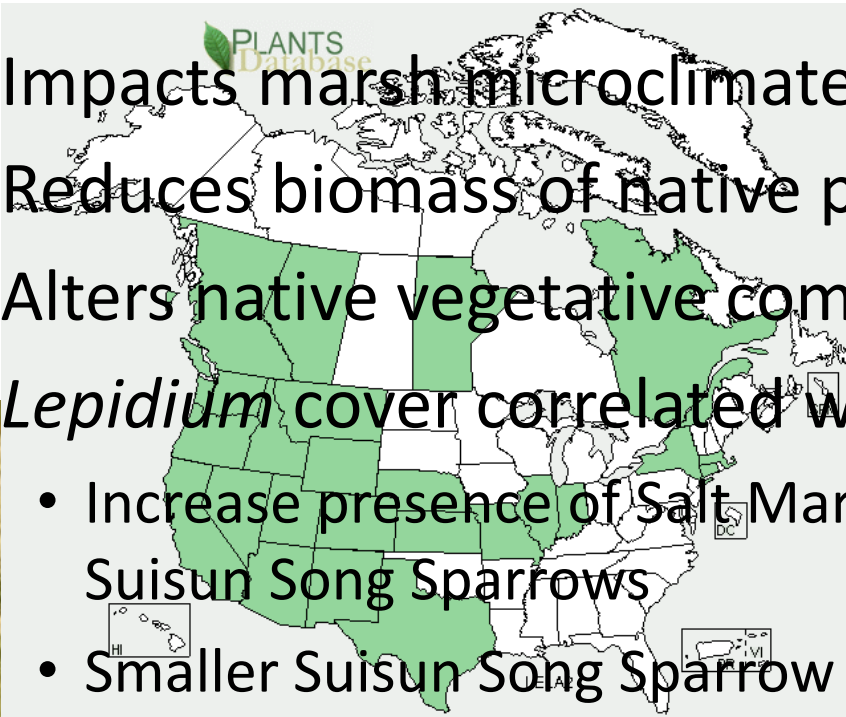 PLANTS
Database
Impacts marsh microclimate
Reduces biomass of native p
Alters native vegetative com
Lepidium cover correlated w
• Increase presence of Salt Mar
DC
Suisun Song Sparrows
HI
VI
• Smaller Suisun Song Sparrow